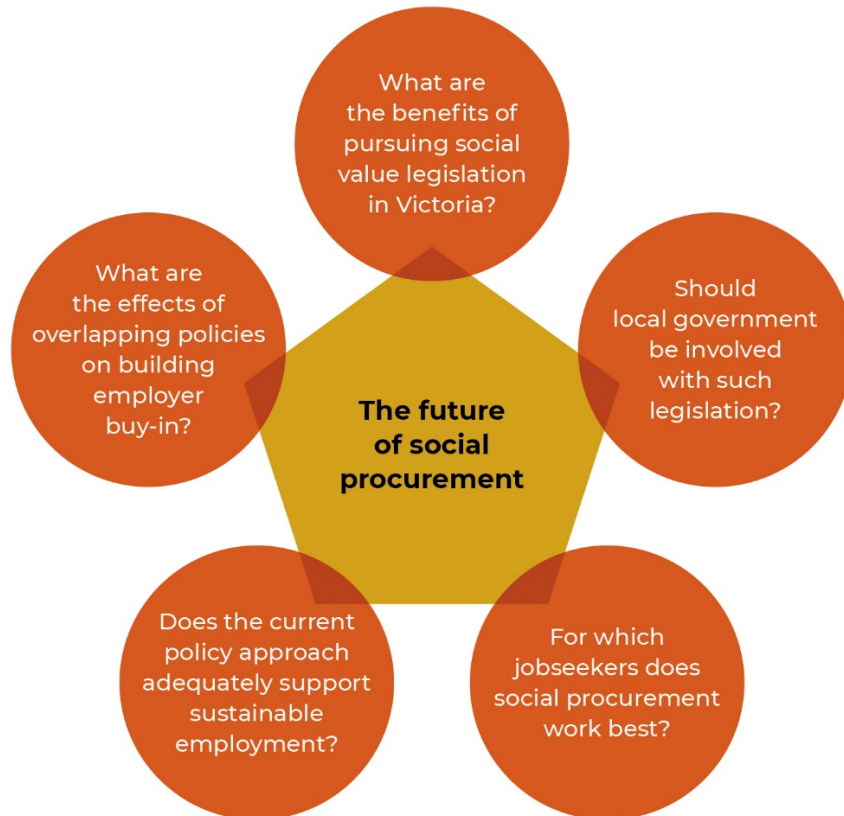 What are
the benefits of
pursuing social
value legislation
in Victoria?
Should
local government
be involved
with such
legislation?
For which
jobseekers does
social procurement
work best?
Does the current
policy approach
adequately support
sustainable
employment?
What are
the effects of
overlapping policies
on building
employer
buy-in?
The future
of social
procurement